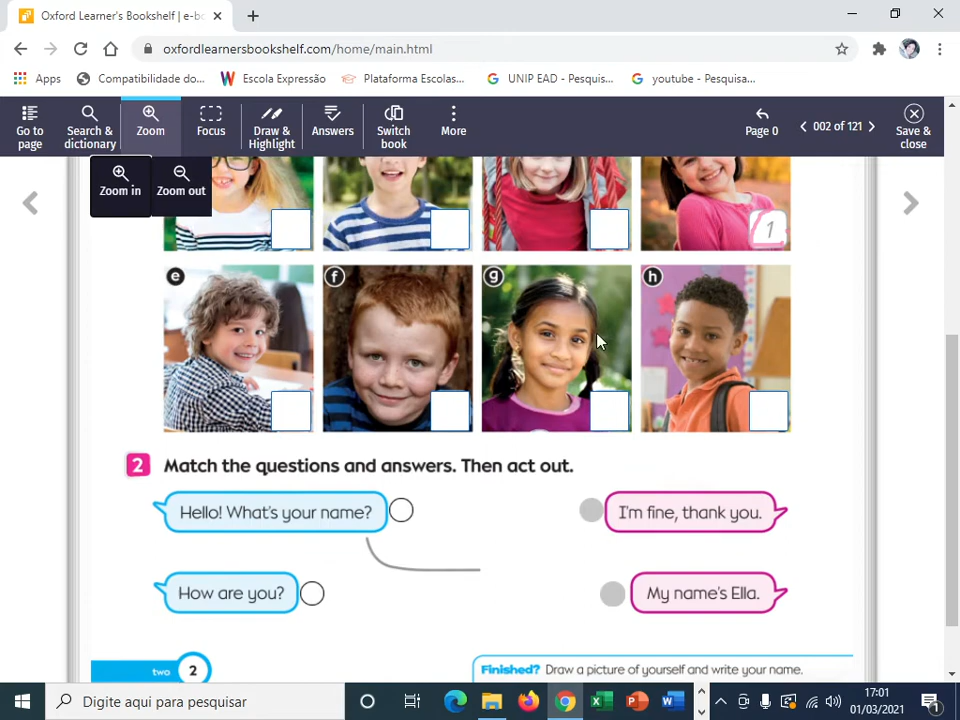 Oxford Learner's Bookshelf | e-bo
oxfordlearnersbookshelf.com/home/main.html
Apps
Compatibilidade do...
Escola Expressão
Plataforma Escolas...
UNIP EAD - Pesquis...
youtube - Pesquisa...
Go to page
Search & dictionary
Zoom
Focus
Draw & Highlight
Answers
Switch book
More
Page 0
002 of 121
Save & close
Zoom in
Zoom out
1
e
f
g
h
2 Match the questions and answers. Then act out.
Hello! What's your name?
I'm fine, thank you.
How are you?
My name's Ella.
two 2
Finished? Draw a picture of yourself and write your name.
Digite aqui para pesquisar
17:01
01/03/2021
1